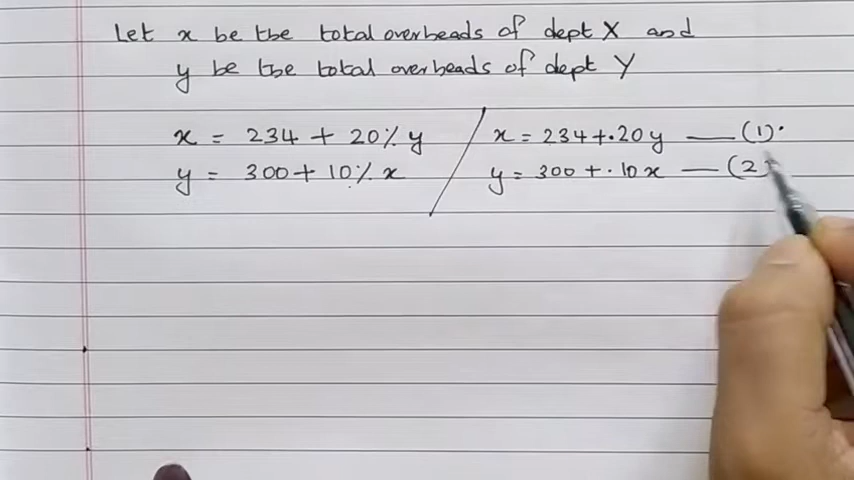 Let x be the total overheads of dept X and
y be the total overheads of dept Y
x = 234 + 20% y / x = 234 + .20 y — (1)
y = 300 + 10% x / y = 300 + .10 x — (2)